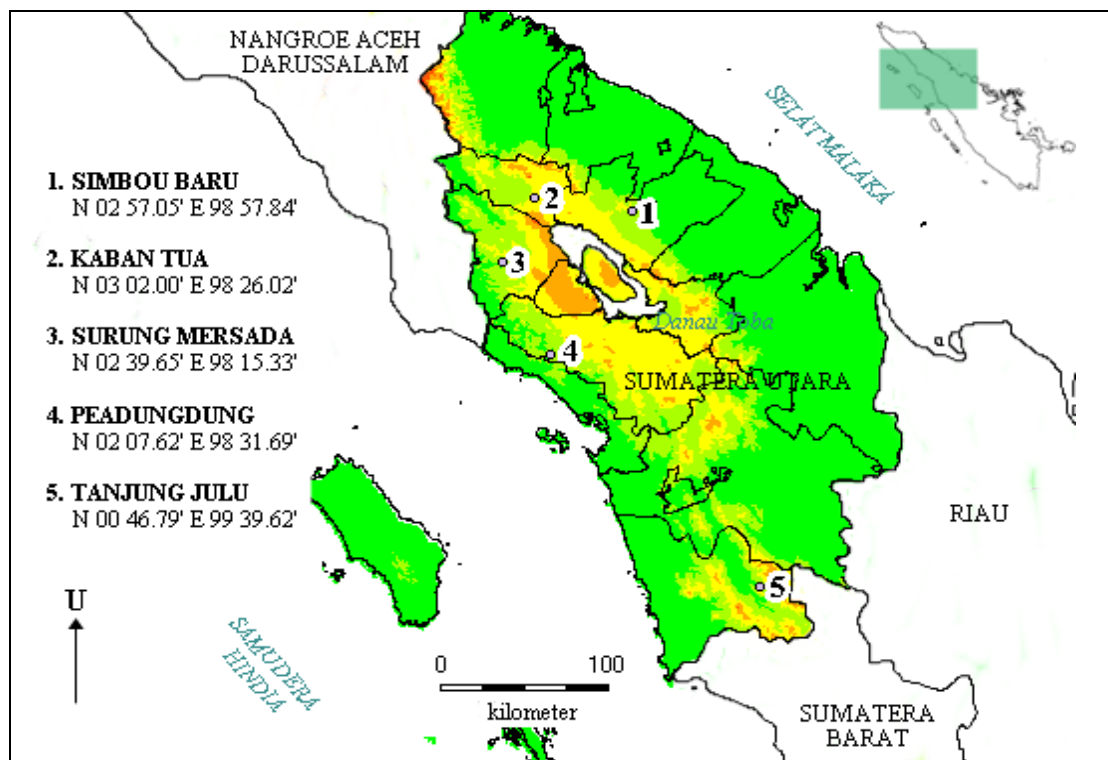 NANGROE ACEH
DARUSSALAM
SELAT MALAKA
1. SIMBOU BARU
N 02 57.05' E 98 57.84'
2. KABAN TUA
N 03 02.00' E 98 26.02'
3. SURUNG MERSADA
N 02 39.65' E 98 15.33'
4. PEADUNGDUNG
N 02 07.62' E 98 31.69'
5. TANJUNG JULU
N 00 46.79' E 99 39.62'
2
1
3
Danau Toba
4
SUMATERA UTARA
RIAU
5
U
SAMUDERA
HINDIA
0 100
kilometer
SUMATERA
BARAT